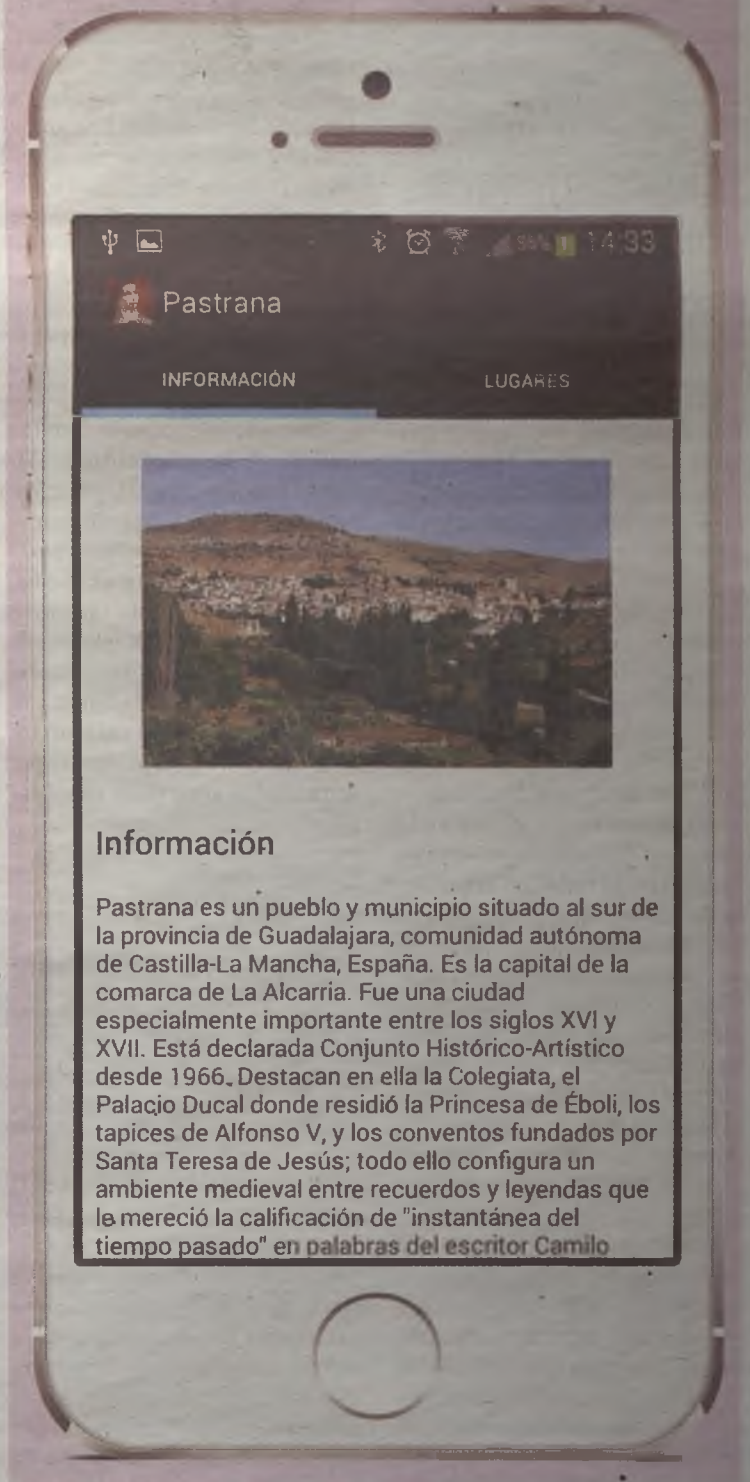 86% 14:33
Pastrana
INFORMACIÓN LUGARES
Información
Pastrana es un pueblo y municipio situado al sur de
la provincia de Guadalajara, comunidad autónoma
de Castilla-La Mancha, España. Es la capital de la
comarca de La Alcarria. Fue una ciudad
especialmente importante entre los siglos XVI y
XVII. Está declarada Conjunto Histórico-Artístico
desde 1966. Destacan en ella la Colegiata, el
Palacio Ducal donde residió la Princesa de Éboli, los
tapices de Alfonso V, y los conventos fundados por
Santa Teresa de Jesús; todo ello configura un
ambiente medieval entre recuerdos y leyendas que
le mereció la calificación de "instantánea del
tiempo pasado" en palabras del escritor Camilo